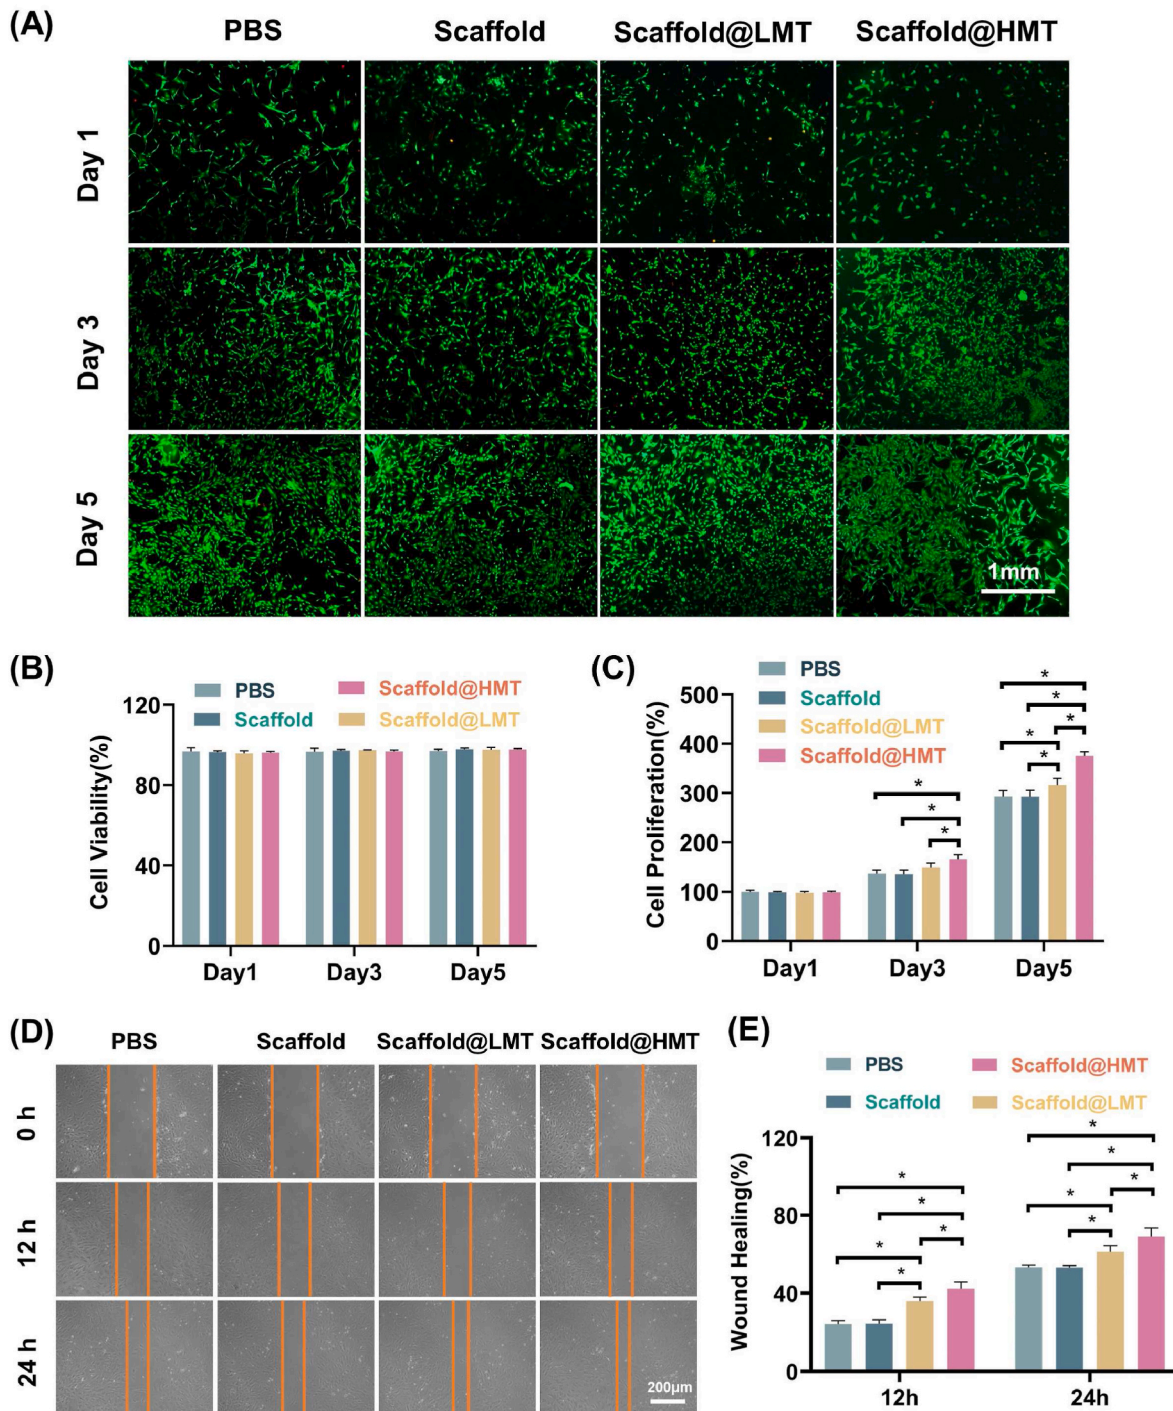 (A)
PBS Scaffold Scaffold@LMT Scaffold@HMT
Day 1
Day 3
Day 5
1mm
(B)
PBS Scaffold@HMT
Scaffold Scaffold@LMT
Cell Viability(%)
120
80
40
0
Day1 Day3 Day5
(C)
PBS
Scaffold
Scaffold@LMT
Scaffold@HMT
Cell Proliferation(%)
500
400
300
200
100
0
* * * * *
* * *
Day1 Day3 Day5
(D)
PBS Scaffold Scaffold@LMT Scaffold@HMT
0 h
12 h
24 h
200μm
(E)
PBS Scaffold@HMT
Scaffold Scaffold@LMT
Wound Healing(%)
120
80
40
0
* * * * *
* * * * *
12h 24h